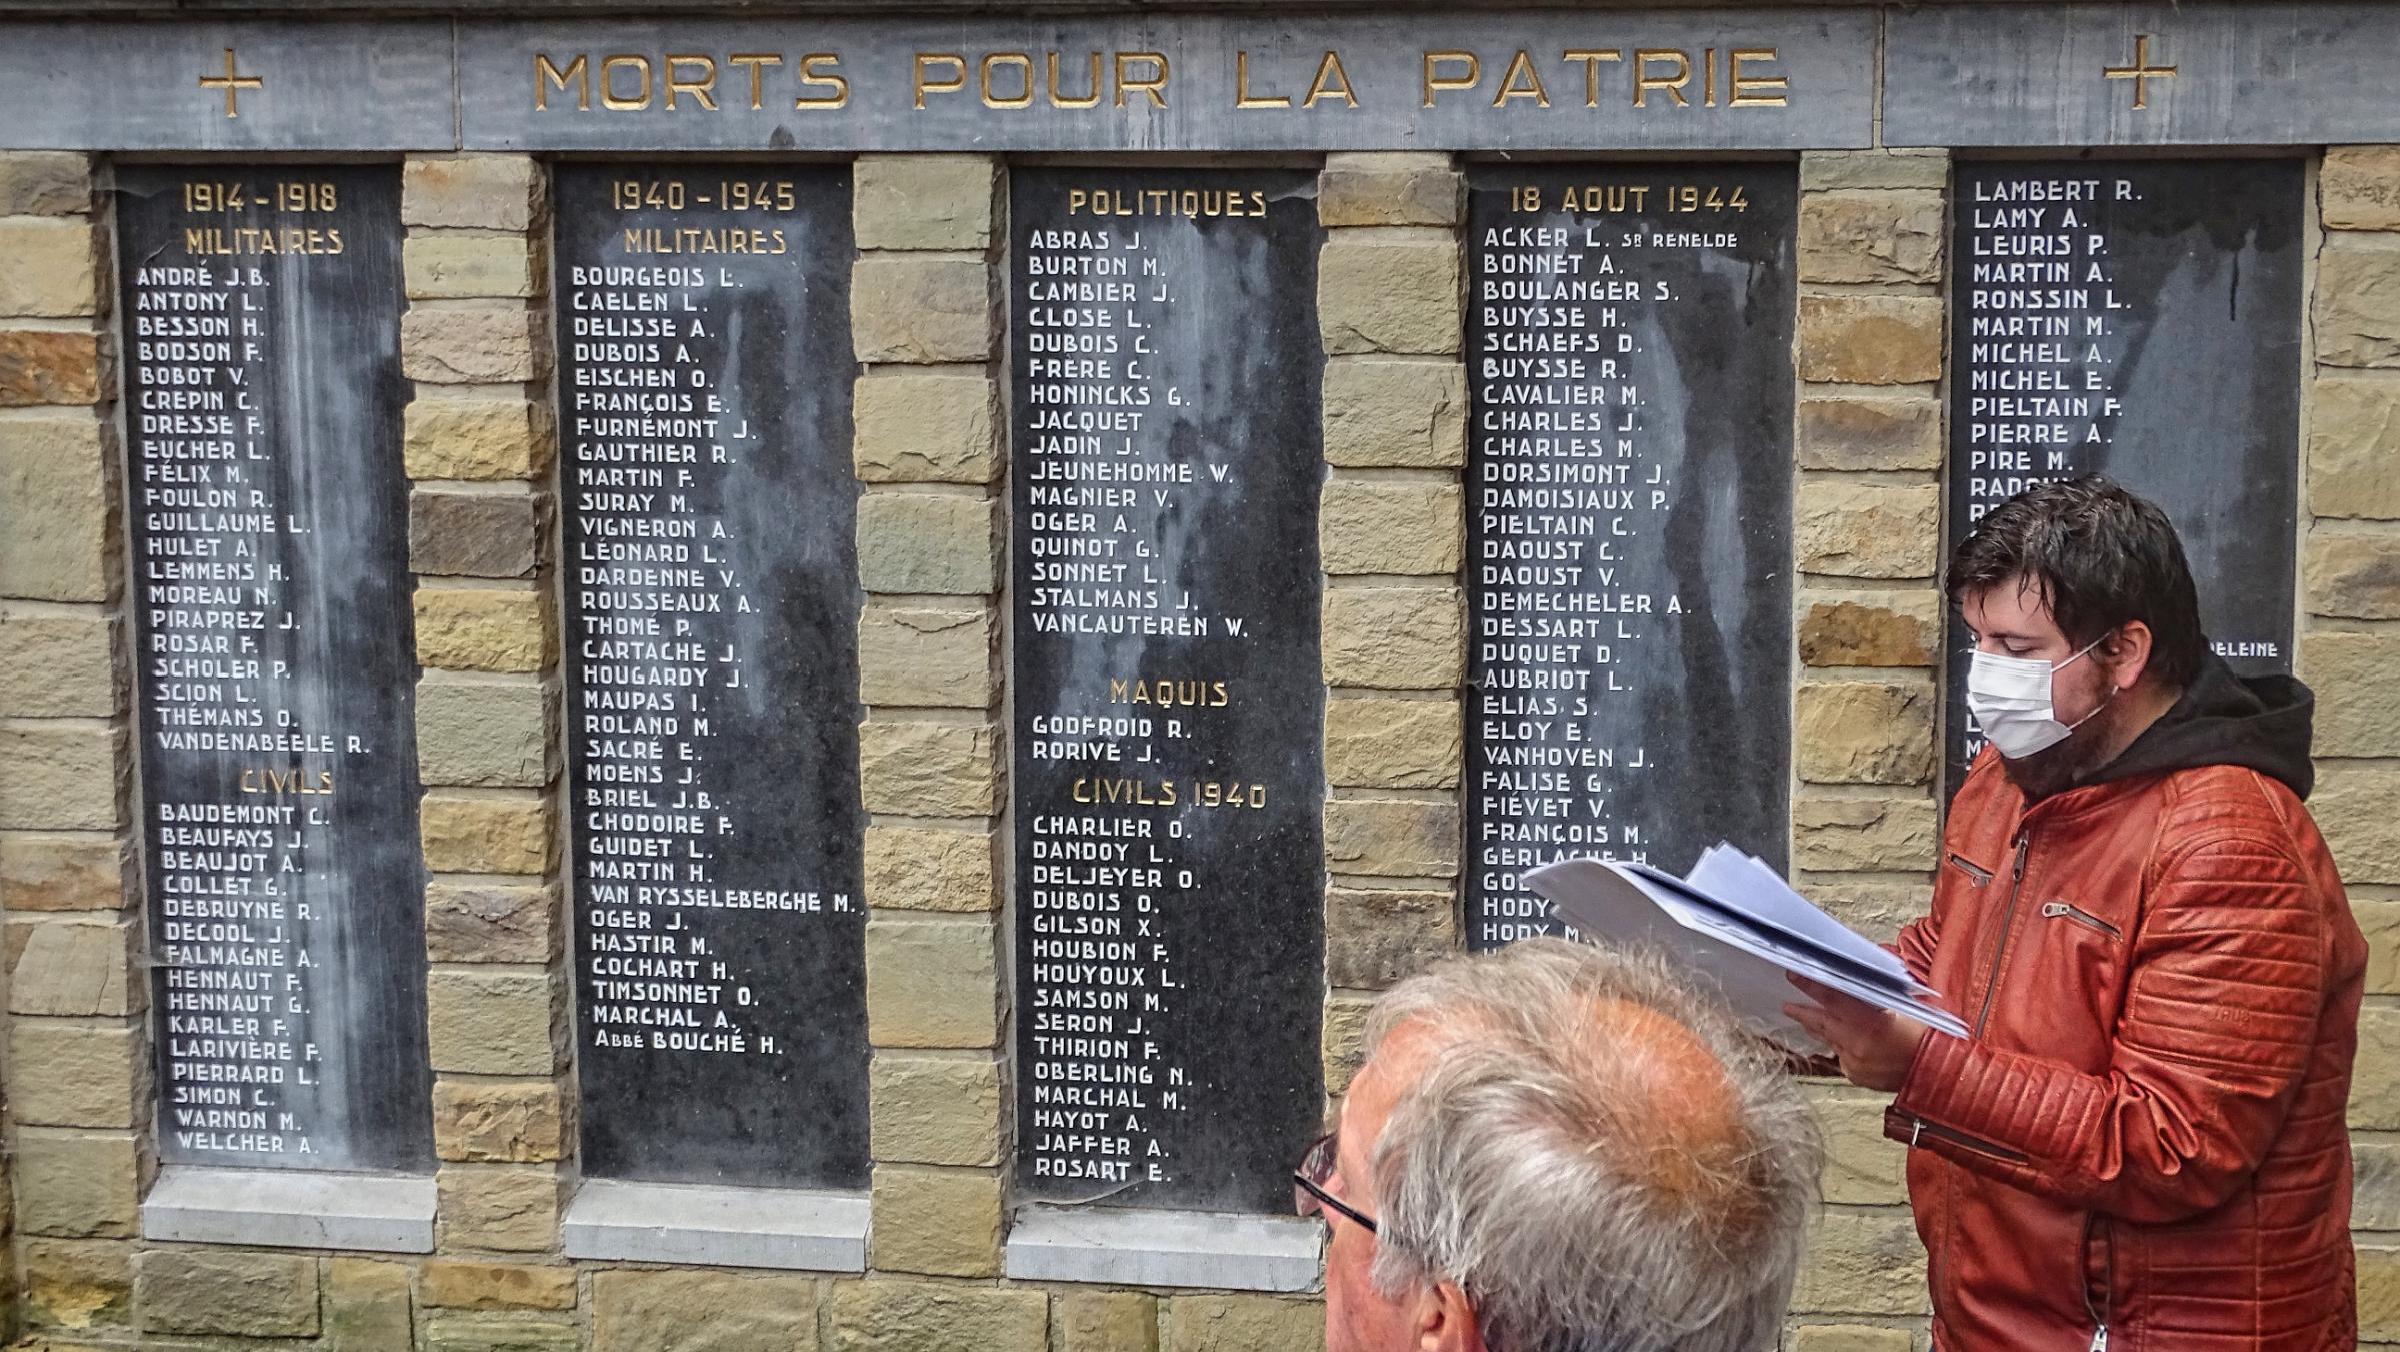 MORTS POUR LA PATRIE
1914 - 1918
MILITAIRES
ANDRÉ J.B.
ANTONY L.
BESSON H.
BODSON F.
BOBOT V.
CREPIN C.
DRESSE F.
EUCHER L.
FÉLIX M.
FOULON R.
GUILLAUME L.
HULET A.
LEMMENS H.
MOREAU N.
PIRAPREZ J.
ROSAR F.
SCHOLER P.
SCION L.
THÉMANS O.
VANDENABEELE R.
CIVILS
BAUDEMONT C.
BEAUFAYS J.
BEAUJOT A.
COLLET G.
DEBRUYNE R.
DECOOL J.
FALMAGNE A.
HENNAUT F.
HENNAUT G.
KARLER F.
LARIVIÈRE F.
PIERRARD L.
SIMON C.
WARNON M.
WELCHER A.
1940 - 1945
MILITAIRES
BOURGEOIS L.
CAELEN L.
DELISSE A.
DUBOIS A.
EISCHEN O.
FRANÇOIS E.
FURNÉMONT J.
GAUTHIER R.
MARTIN F.
SURAY M.
VIGNERON A.
LÉONARD L.
DARDENNE V.
ROUSSEAUX A.
THOMÉ P.
CARTACHE J.
HOUGARDY J.
MAUPAS I.
ROLAND M.
SACRÉ E.
MOENS J.
BRIEL J.B.
CHODOIRE F.
GUIDET L.
MARTIN H.
VAN RYSSELEBERGHE M.
OGER J.
HASTIR M.
COCHART H.
TIMSONNET O.
MARCHAL A.
ABBÉ BOUCHÉ H.
POLITIQUES
ABRAS J.
BURTON M.
CAMBIER J.
CLOSE L.
DUBOIS C.
FRÈRE C.
HONINCKS G.
JACQUET
JADIN J.
JEUNEHOMME W.
MAGNIER V.
OGER A.
QUINOT G.
SONNET L.
STALMANS J.
VANCAUTEREN W.
MAQUIS
GODFROID R.
RORIVE J.
CIVILS 1940
CHARLIER O.
DANDOY L.
DELJEYER O.
DUBOIS O.
GILSON X.
HOUBION F.
HOUYOUX L.
SAMSON M.
SERON J.
THIRION F.
OBERLING N.
MARCHAL M.
HAYOT A.
JAFFER A.
ROSART E.
18 AOUT 1944
ACKER L. SR RENELDE
BONNET A.
BOULANGER S.
BUYSSE H.
SCHAEFS D.
BUYSSE R.
CAVALIER M.
CHARLES J.
CHARLES M.
DORSIMONT J.
DAMOISIAUX P.
PIELTAIN C.
DAOUST C.
DAOUST V.
DEMECHELER A.
DESSART L.
DUQUET D.
AUBRIOT L.
ELIAS S.
ELOY E.
VANHOVEN J.
FALISE G.
FIÉVET V.
FRANÇOIS M.
GERLACHE H.
HODY
HODY M.
LAMBERT R.
LAMY A.
LEURIS P.
MARTIN A.
RONSSIN L.
MARTIN M.
MICHEL A.
MICHEL E.
PIELTAIN F.
PIERRE A.
PIRE M.